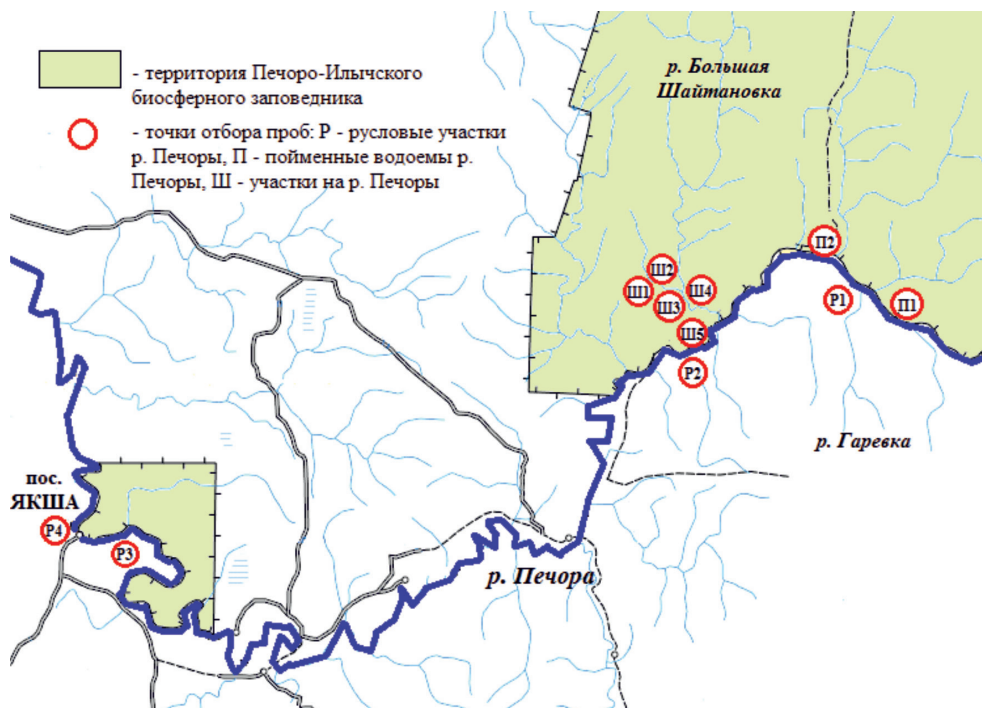 - территория Печоро-Илычского
биосферного заповедника
- точки отбора проб: Р - русловые участки
р. Печоры, П - пойменные водоемы р.
Печоры, Ш - участки на р. Печоры
р. Большая
Шайтановка
П2
Ш2
Ш1
Ш4
Ш3
Р1
П1
Ш5
Р2
р. Гаревка
пос.
ЯКША
Р4
Р3
р. Печора